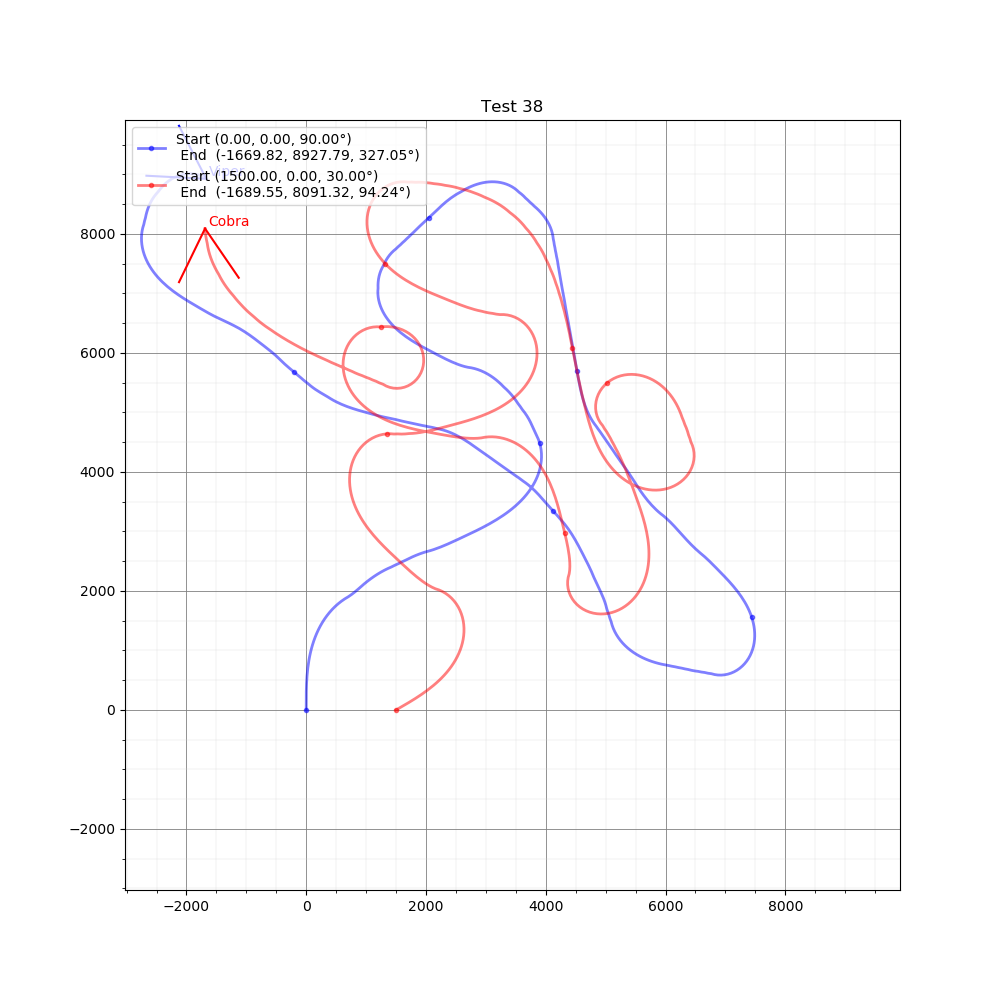 Test 38
Start (0.00, 0.00, 90.00°)
End (-1669.82, 8927.79, 327.05°)
Start (1500.00, 0.00, 30.00°)
End (-1689.55, 8091.32, 94.24°)
Cobra
8000
6000
4000
2000
0
−2000
−2000 0 2000 4000 6000 8000